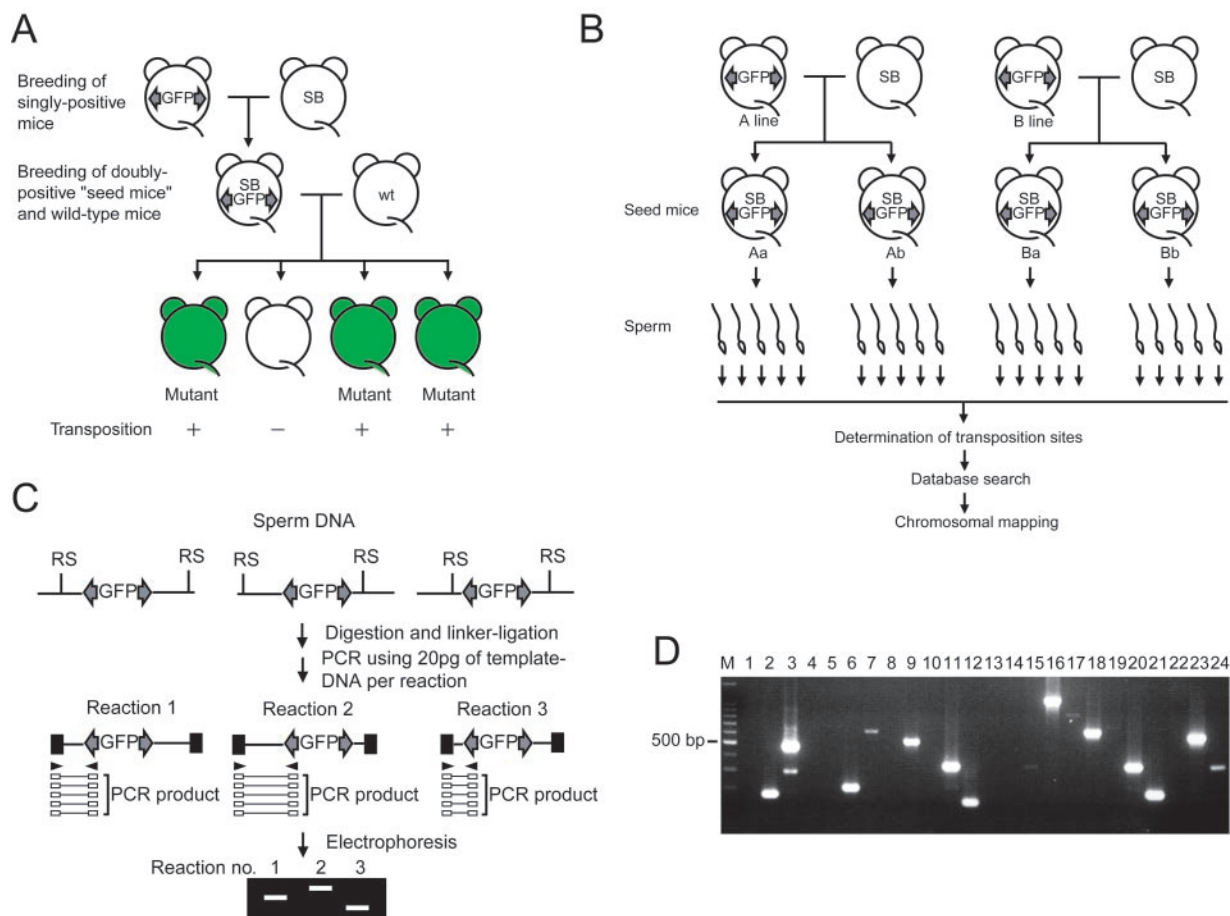 A
Breeding of
singly-positive
mice
GFP
SB
Breeding of doubly-
positive "seed mice"
and wild-type mice
SB
GFP
wt
Mutant
Mutant
Mutant
Transposition
+
−
+
+
B
GFP
SB
GFP
SB
A line
B line
Seed mice
SB
GFP
SB
GFP
SB
GFP
SB
GFP
Aa
Ab
Ba
Bb
Sperm
Determination of transposition sites
Database search
Chromosomal mapping
C
Sperm DNA
RS
RS
RS
RS
RS
RS
GFP
GFP
GFP
Digestion and linker-ligation
PCR using 20pg of template-
DNA per reaction
Reaction 1
Reaction 2
Reaction 3
GFP
GFP
GFP
PCR product
PCR product
PCR product
Electrophoresis
Reaction no. 1 2 3
D
M 1 2 3 4 5 6 7 8 9 10 11 12 13 14 15 16 17 18 19 20 21 22 23 24
500 bp